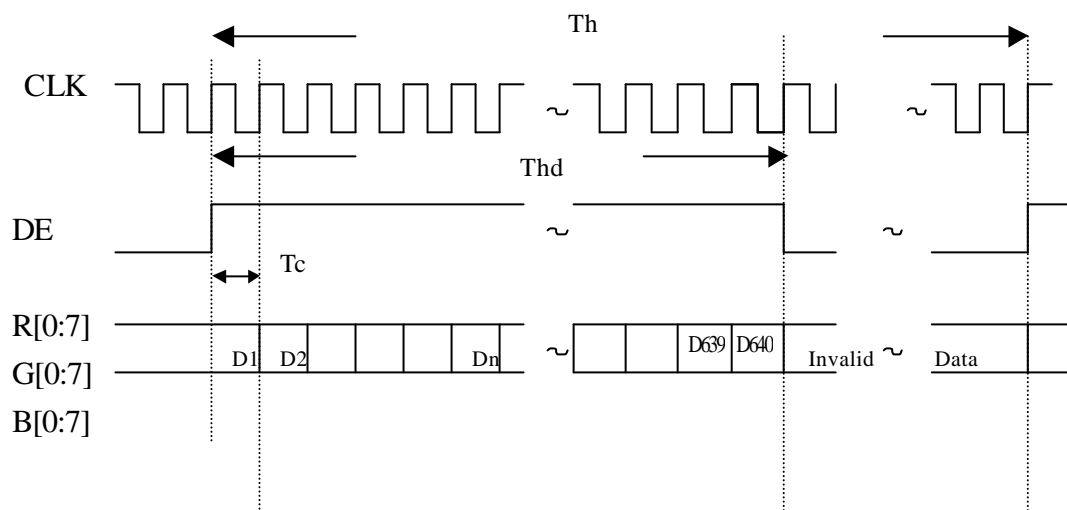 Th
CLK
Thd
DE
Tc
R[0:7]
D1 D2 Dn D639 D640 Invalid Data
G[0:7]
B[0:7]